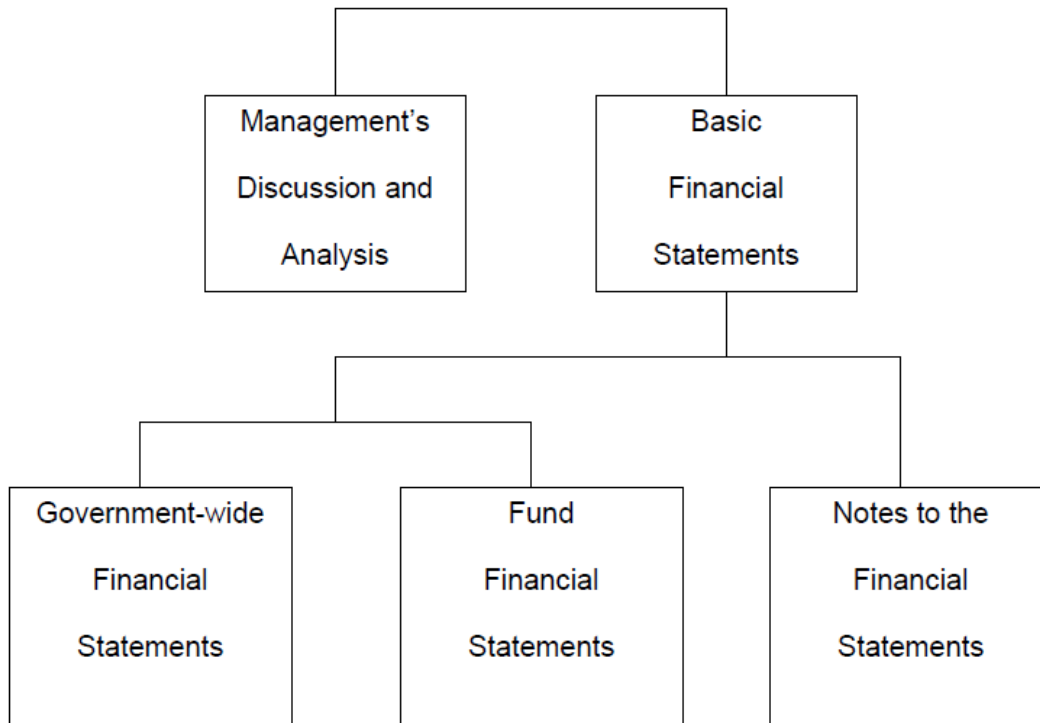 Management’s
Discussion and
Analysis
Basic
Financial
Statements
Government-wide
Financial
Statements
Fund
Financial
Statements
Notes to the
Financial
Statements